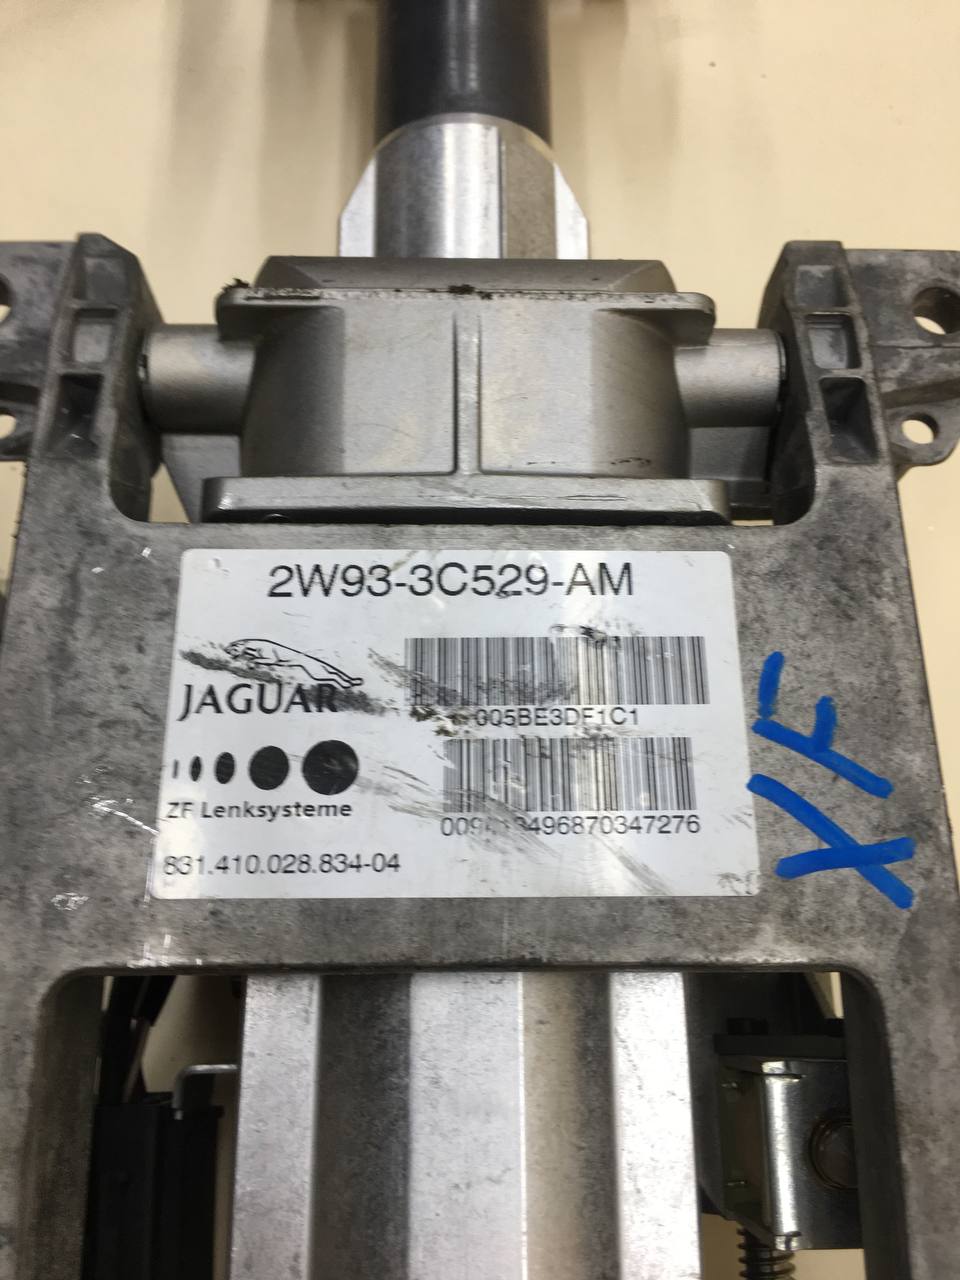 2W93-3C529-AM
JAGUAR
005BE3DF1C1
ZF Lenksysteme
831.410.028.834-04
XF